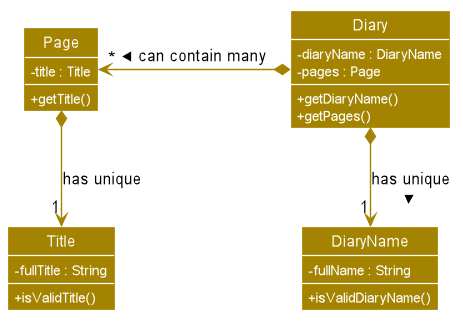 Page
-title : Title
+getTitle()
* ◄ can contain many
Diary
-diaryName : DiaryName
-pages : Page
+getDiaryName()
+getPages()
has unique
1
has unique
▼
1
Title
-fullTitle : String
+isValidTitle()
DiaryName
-fullName : String
+isValidDiaryName()